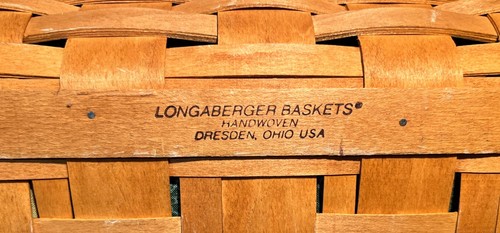 LONGABERGER BASKETS®
HANDWOVEN
DRESDEN, OHIO USA